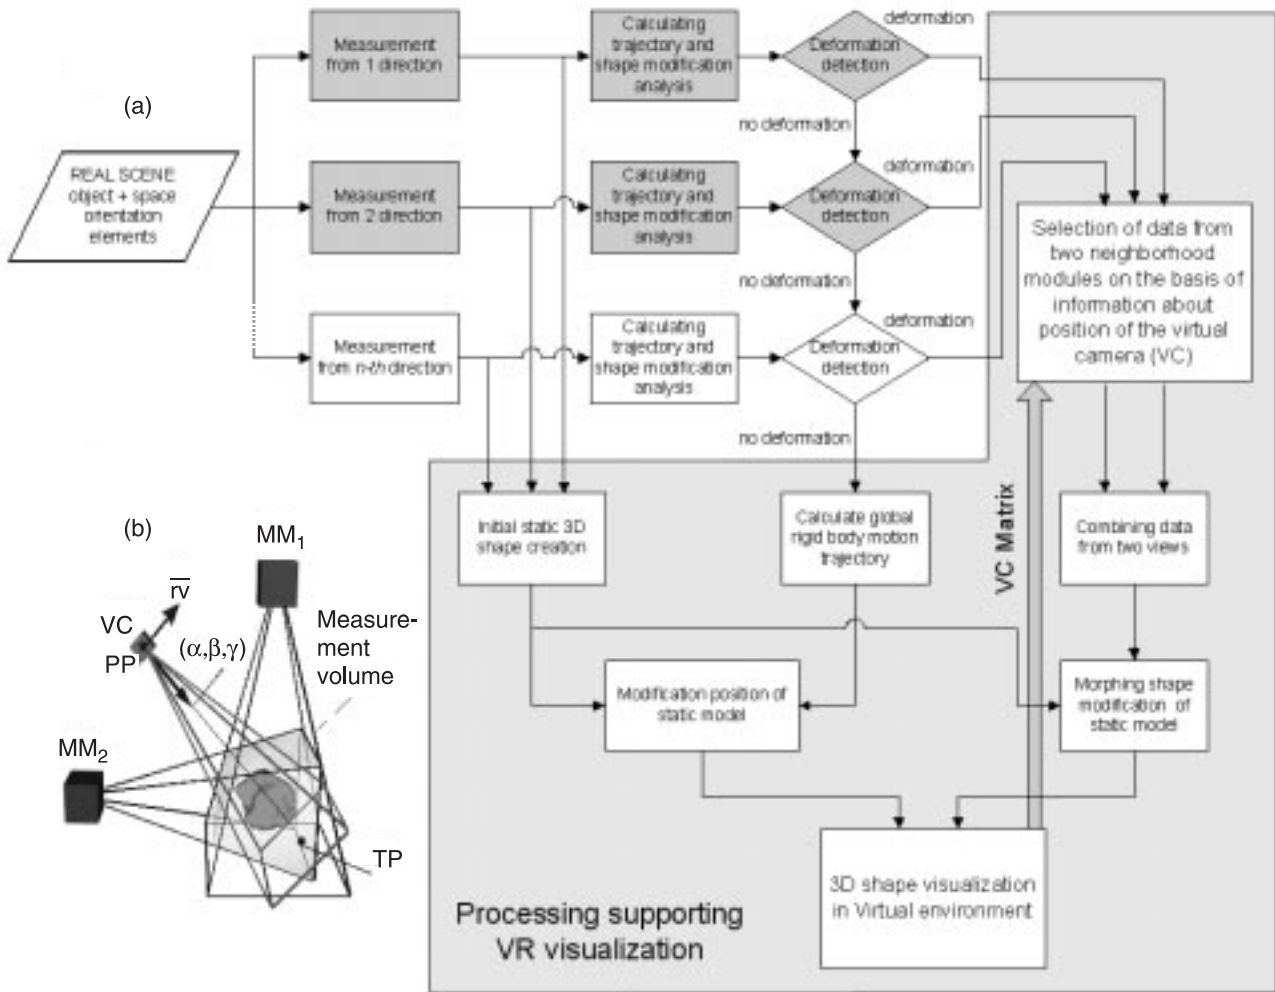 (a)
REAL SCENE
object + space
orientation
elements
Measurement
from 1 direction
Calculating
trajectory and
shape modification
analysis
Deformation
detection
deformation
no deformation
Measurement
from 2 direction
Calculating
trajectory and
shape modification
analysis
Deformation
detection
deformation
no deformation
Measurement
from n-th direction
Calculating
trajectory and
shape modification
analysis
Deformation
detection
deformation
no deformation
Selection of data from
two neighborhood
modules on the basis of
information about
position of the virtual
camera (VC)
Initial static 3D
shape creation
Calculate global
rigid body motion
trajectory
VC Matrix
Combining data
from two views
Modification position of
static model
Morphing shape
modification of
static model
3D shape visualization
in Virtual environment
Processing supporting
VR visualization
(b)
MM1
rv
VC
PP
(α,β,γ)
Measure-
ment
volume
MM2
TP